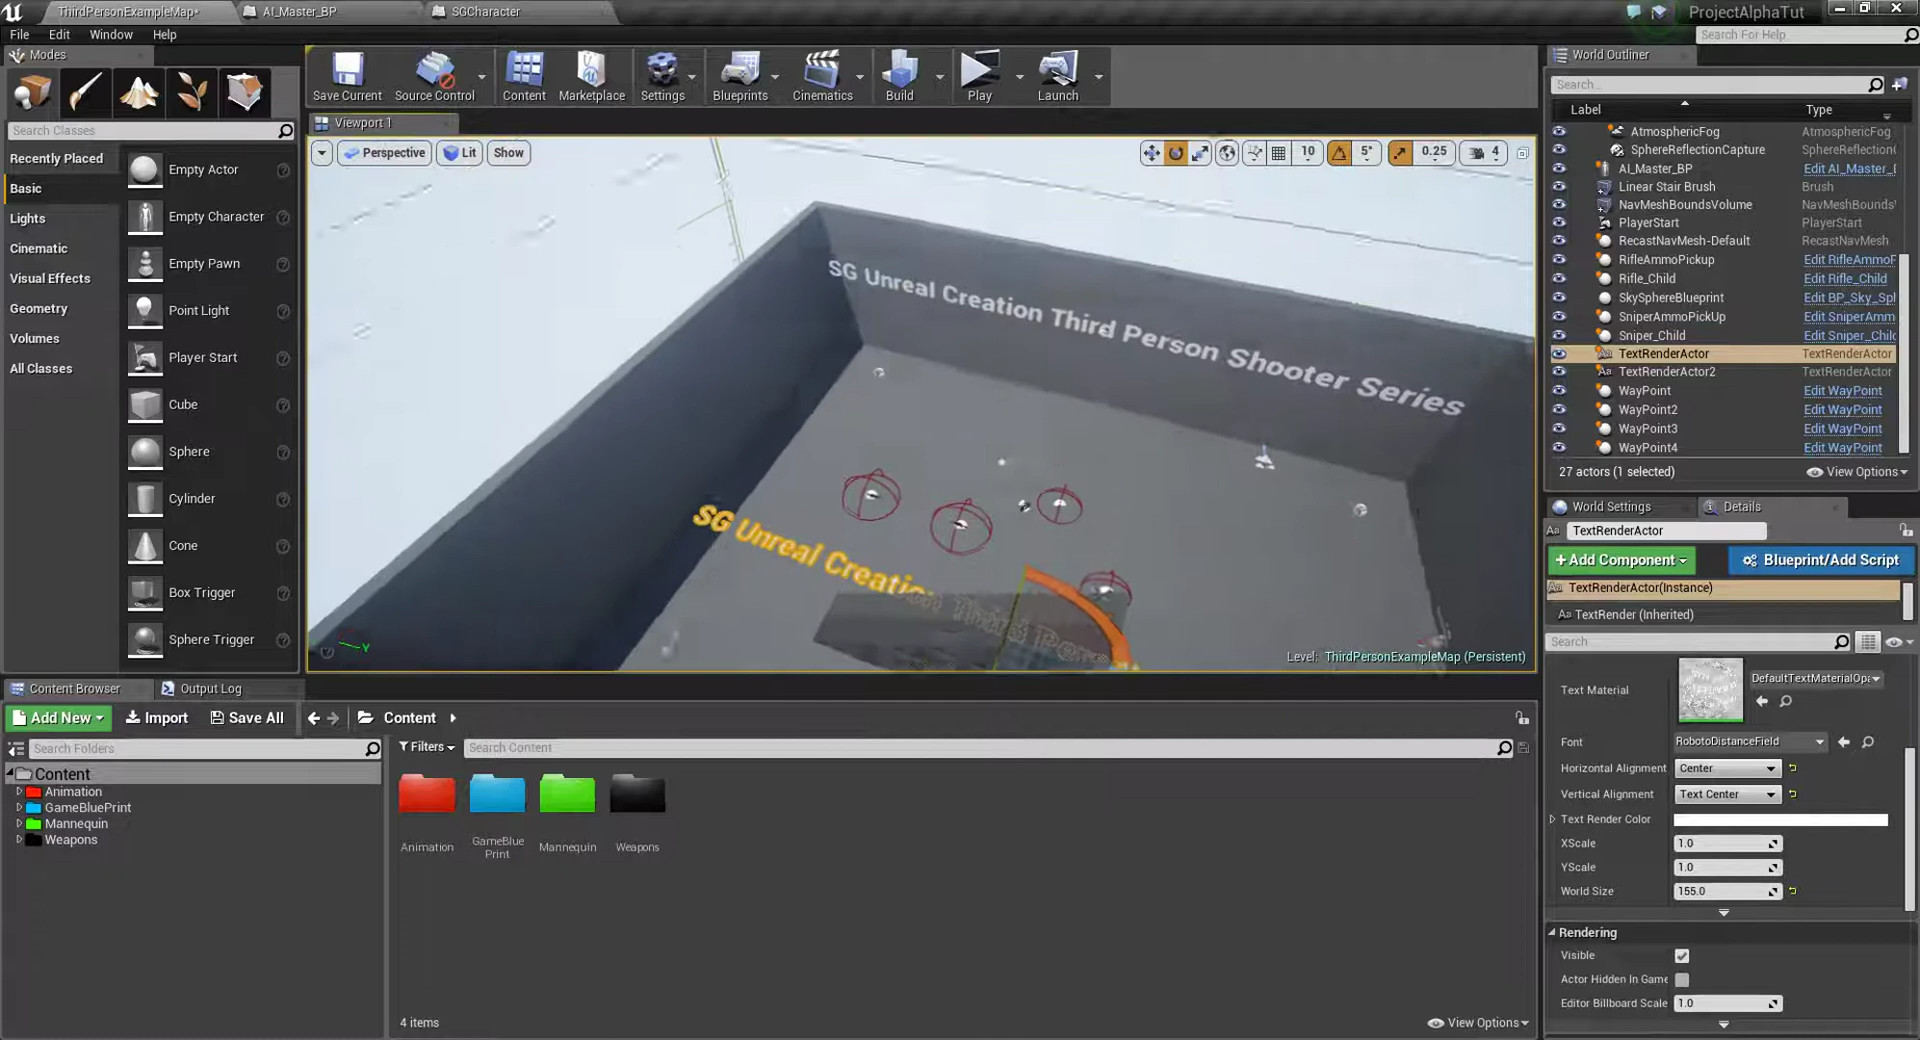 ThirdPersonExampleMap*
AI_Master_BP
SGCharacter
ProjectAlphaTut
File
Edit
Window
Help
Search For Help
Modes
Search Classes
Recently Placed
Basic
Lights
Cinematic
Visual Effects
Geometry
Volumes
All Classes
Empty Actor
Empty Character
Empty Pawn
Point Light
Player Start
Cube
Sphere
Cylinder
Cone
Box Trigger
Sphere Trigger
Save Current
Source Control
Content
Marketplace
Settings
Blueprints
Cinematics
Build
Play
Launch
Viewport 1
Perspective
Lit
Show
10
5°
0.25
4
SG Unreal Creation Third Person Shooter Series
SG Unreal Creation Third Pers
Y
Level: ThirdPersonExampleMap (Persistent)
World Outliner
Search...
Label Type
AtmosphericFog AtmosphericFog
SphereReflectionCapture SphereReflectionC
AI_Master_BP Edit AI_Master_
Linear Stair Brush Brush
NavMeshBoundsVolume NavMeshBounds
PlayerStart PlayerStart
RecastNavMesh-Default RecastNavMesh
RifleAmmoPickup Edit RifleAmmoP
Rifle_Child Edit Rifle_Child
SkySphereBlueprint Edit BP_Sky_Sp
SniperAmmoPickUp Edit SniperAmm
Sniper_Child Edit Sniper_Chil
TextRenderActor TextRenderActor
TextRenderActor2 TextRenderActor
WayPoint Edit WayPoint
WayPoint2 Edit WayPoint
WayPoint3 Edit WayPoint
WayPoint4 Edit WayPoint
27 actors (1 selected)
View Options
World Settings
Details
TextRenderActor
+Add Component
Blueprint/Add Script
TextRenderActor(Instance)
TextRender (Inherited)
Search
Text Material
DefaultTextMaterialOpa
Font
RobotoDistanceField
Horizontal Alignment Center
Vertical Alignment Text Center
Text Render Color
XScale 1.0
YScale 1.0
World Size 155.0
Rendering
Visible
Actor Hidden In Game
Editor Billboard Scale 1.0
Content Browser
Output Log
Add New
Import
Save All
Content
Search Folders
Filters
Search Content
Content
Animation
GameBluePrint
Mannequin
Weapons
Animation
GameBlue
Print
Mannequin
Weapons
4 items
View Options